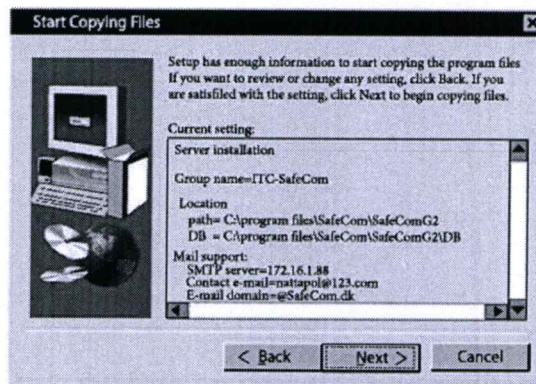 Start Copying Files
Setup has enough information to start copying the program files
If you want to review or change any setting, click Back. If you
are satisfiled with the setting, click Next to begin copying files.
Current setting:
Server installation
Group name=ITC-SafeCom
Location
path= C:\program files\SafeCom\SafeComG2
DB = C:\program files\SafeCom\SafeComG2\DB
Mail support:
SMTP server=172.16.1.88
Contact e-mail=nattapol@123.com
E-mail domain=@SafeCom.dk
< Back
Next >
Cancel